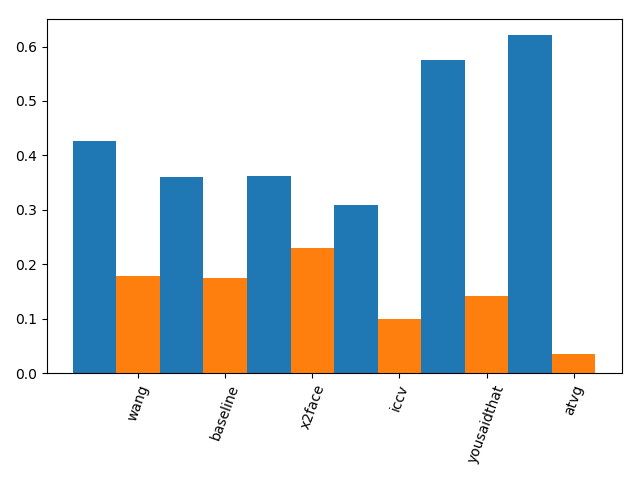 0.6
0.5
0.4
0.3
0.2
0.1
0.0
wang
baseline
x2face
iccv
yousaidthat
atvg